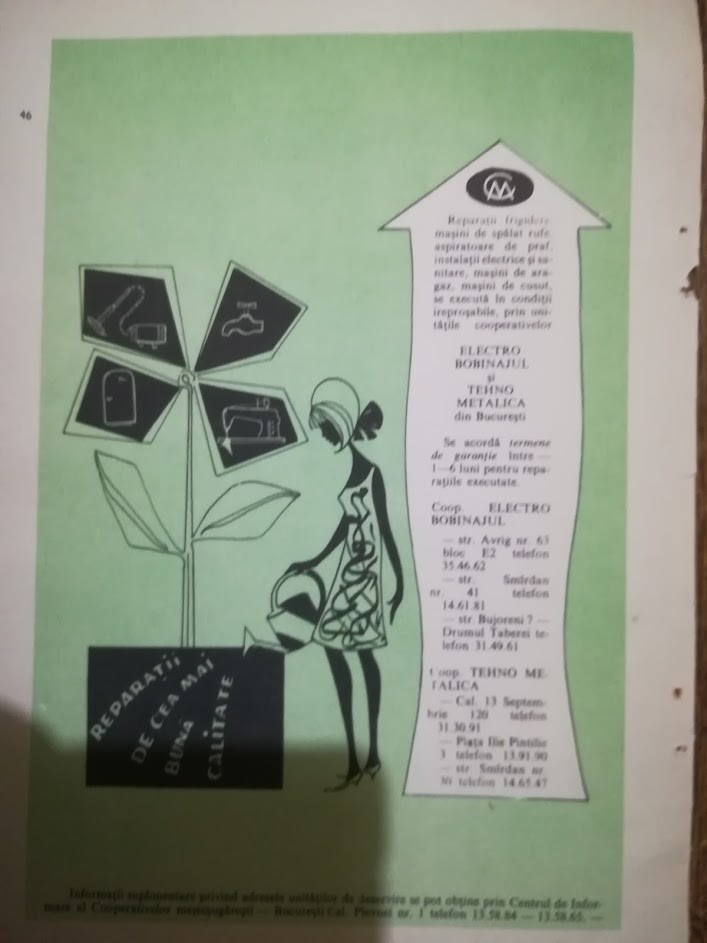 46
Reparații frigidere
mașini de spălat rufe,
aspiratoare de praf,
instalații electrice și sa-
nitare, mașini de ara-
gaz, mașini de cusut,
se execută în condiții
ireproșabile, prin uni-
tățile cooperativelor
ELECTRO
BOBINAJUL
și
TEHNO
METALICA
din București
Se acordă termene
de garanție între —
1—6 luni pentru repa-
rațiile executate.
Coop. ELECTRO
BOBINAJUL
— str. Avrig nr. 63
bloc E2 telefon
35.46.62
— str. Smîrdan
nr. 41 telefon
14.61.81
— str. Bujoreni 7 —
Drumul Taberei te-
lefon 31.49.61
Coop. TEHNO ME
TALICA
— Cal. 13 Septem-
brie 120 telefon
31.30.91
— Piața Ilie Pintilie
3 telefon 13.91.90
— str. Smîrdan nr.
30 telefon 14.65.47
REPARAȚII
DE CEA MAI
BUNĂ
CALITATE
Informații suplimentare privind adresele unităților de deservire se pot obține prin Centrul de Infor-
mare al Cooperativelor meșteșugărești — București Cal. Plevnei nr. 1 telefon 13.58.84 — 13.58.65. —